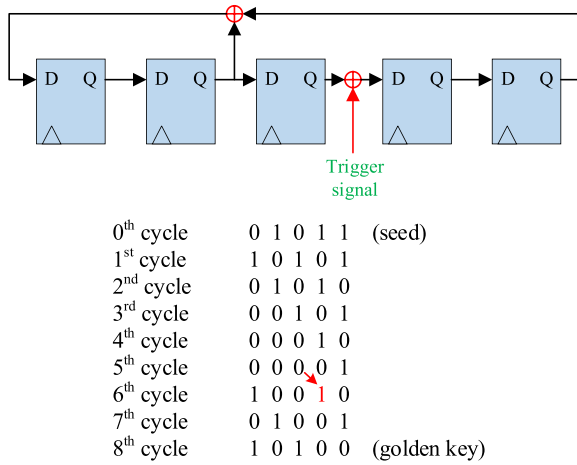 D Q D Q D Q D Q D Q
Trigger
signal
0th cycle 0 1 0 1 1 (seed)
1st cycle 1 0 1 0 1
2nd cycle 0 1 0 1 0
3rd cycle 0 0 1 0 1
4th cycle 0 0 0 1 0
5th cycle 0 0 0 0 1
6th cycle 1 0 0 1 0
7th cycle 0 1 0 0 1
8th cycle 1 0 1 0 0 (golden key)